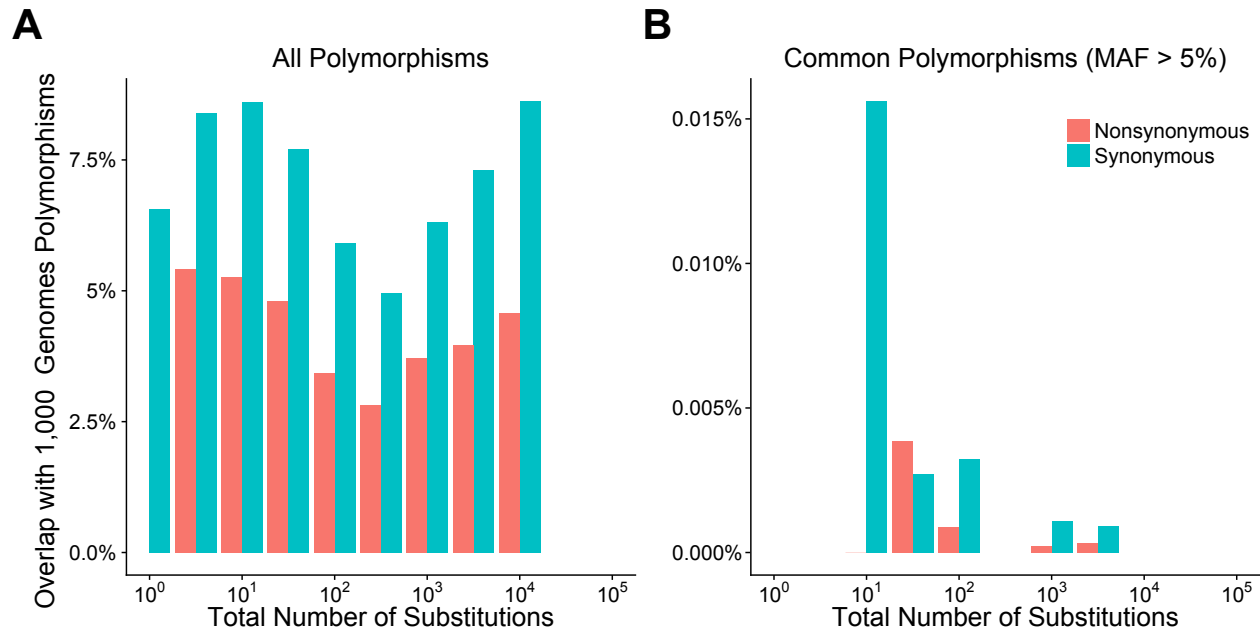 A
All Polymorphisms
Overlap with 1,000 Genomes Polymorphisms
7.5%
5%
2.5%
0.0%
10^0
10^1
10^2
10^3
10^4
10^5
Total Number of Substitutions
B
Common Polymorphisms (MAF > 5%)
0.015%
0.010%
0.005%
0.000%
Nonsynonymous
Synonymous
10^0
10^1
10^2
10^3
10^4
10^5
Total Number of Substitutions